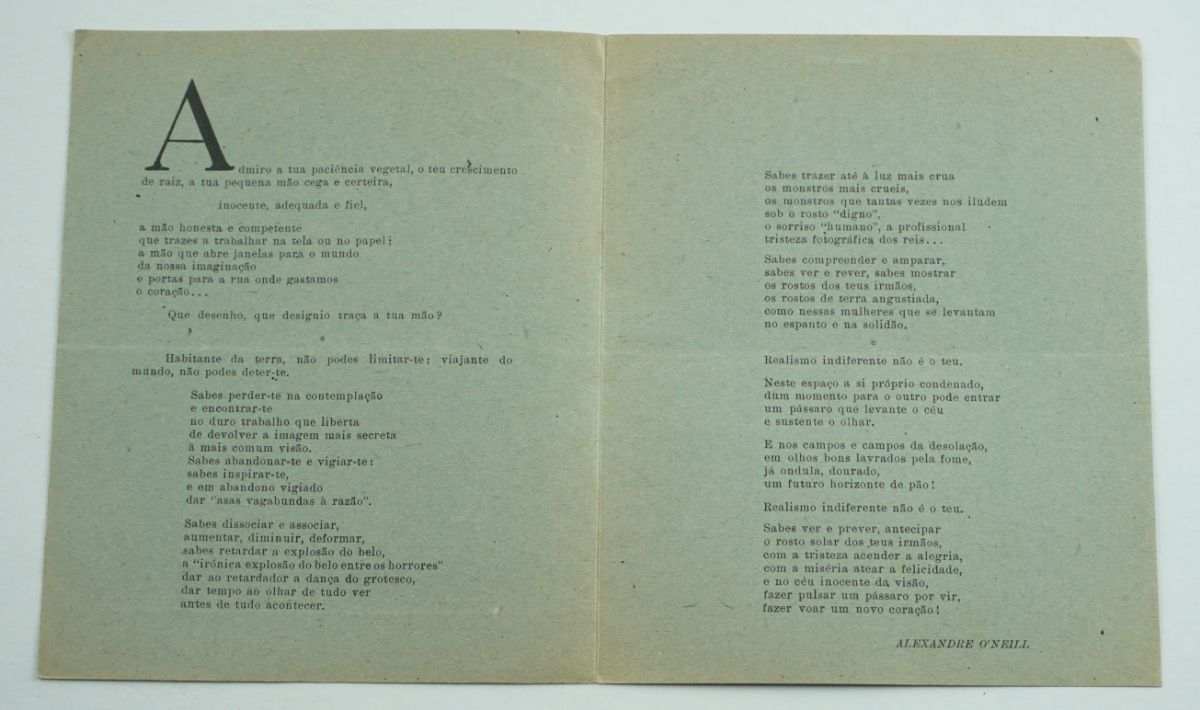 Admiro a tua paciência vegetal, o teu crescimento
de raiz, a tua pequena mão cega e certeira,
inocente, adequada e fiel,
a mão honesta e competente
que trazes a trabalhar na tela ou no papel;
a mão que abre janelas para o mundo
da nossa imaginação
e portas para a rua onde gastamos
o coração...
Que desenho, que desígnio traça a tua mão?
*
Habitante da terra, não podes limitar-te; viajante do
mundo, não podes deter-te.
Sabes perder-te na contemplação
e encontrar-te
no duro trabalho que liberta
de devolver a imagem mais secreta
à mais comum visão.
Sabes abandonar-te e vigiar-te:
sabes inspirar-te,
e em abandono vigiado
dar "asas vagabundas à razão".
Sabes dissociar e associar,
aumentar, diminuir, deformar,
sabes retardar a explosão do belo,
a "irónica explosão do belo entre os horrores"
dar ao retardador a dança do grotesco,
dar tempo ao olhar de tudo ver
antes de tudo acontecer.
Sabes trazer até à luz mais crua
os monstros mais crueis,
os monstros que tantas vezes nos iludem
sob o rosto "digno",
o sorriso "humano", a profissional
tristeza fotográfica dos reis...
Sabes compreender e amparar,
sabes ver e rever, sabes mostrar
os rostos dos teus irmãos,
os rostos de terra angustiada,
como nessas mulheres que se levantam
no espanto e na solidão.
*
Realismo indiferente não é o teu.
Neste espaço a si próprio condenado,
dum momento para o outro pode entrar
um pássaro que levante o céu
e sustente o olhar.
E nos campos e campos da desolação,
em olhos bons lavrados pela fome,
já ondula, dourado,
um futuro horizonte de pão!
Realismo indiferente não é o teu.
Sabes ver e prever, antecipar
o rosto solar dos teus irmãos,
com a tristeza acender a alegria,
com a miséria atear a felicidade,
e no céu inocente da visão,
fazer pulsar um pássaro por vir,
fazer voar um novo coração!
ALEXANDRE O'NEILL